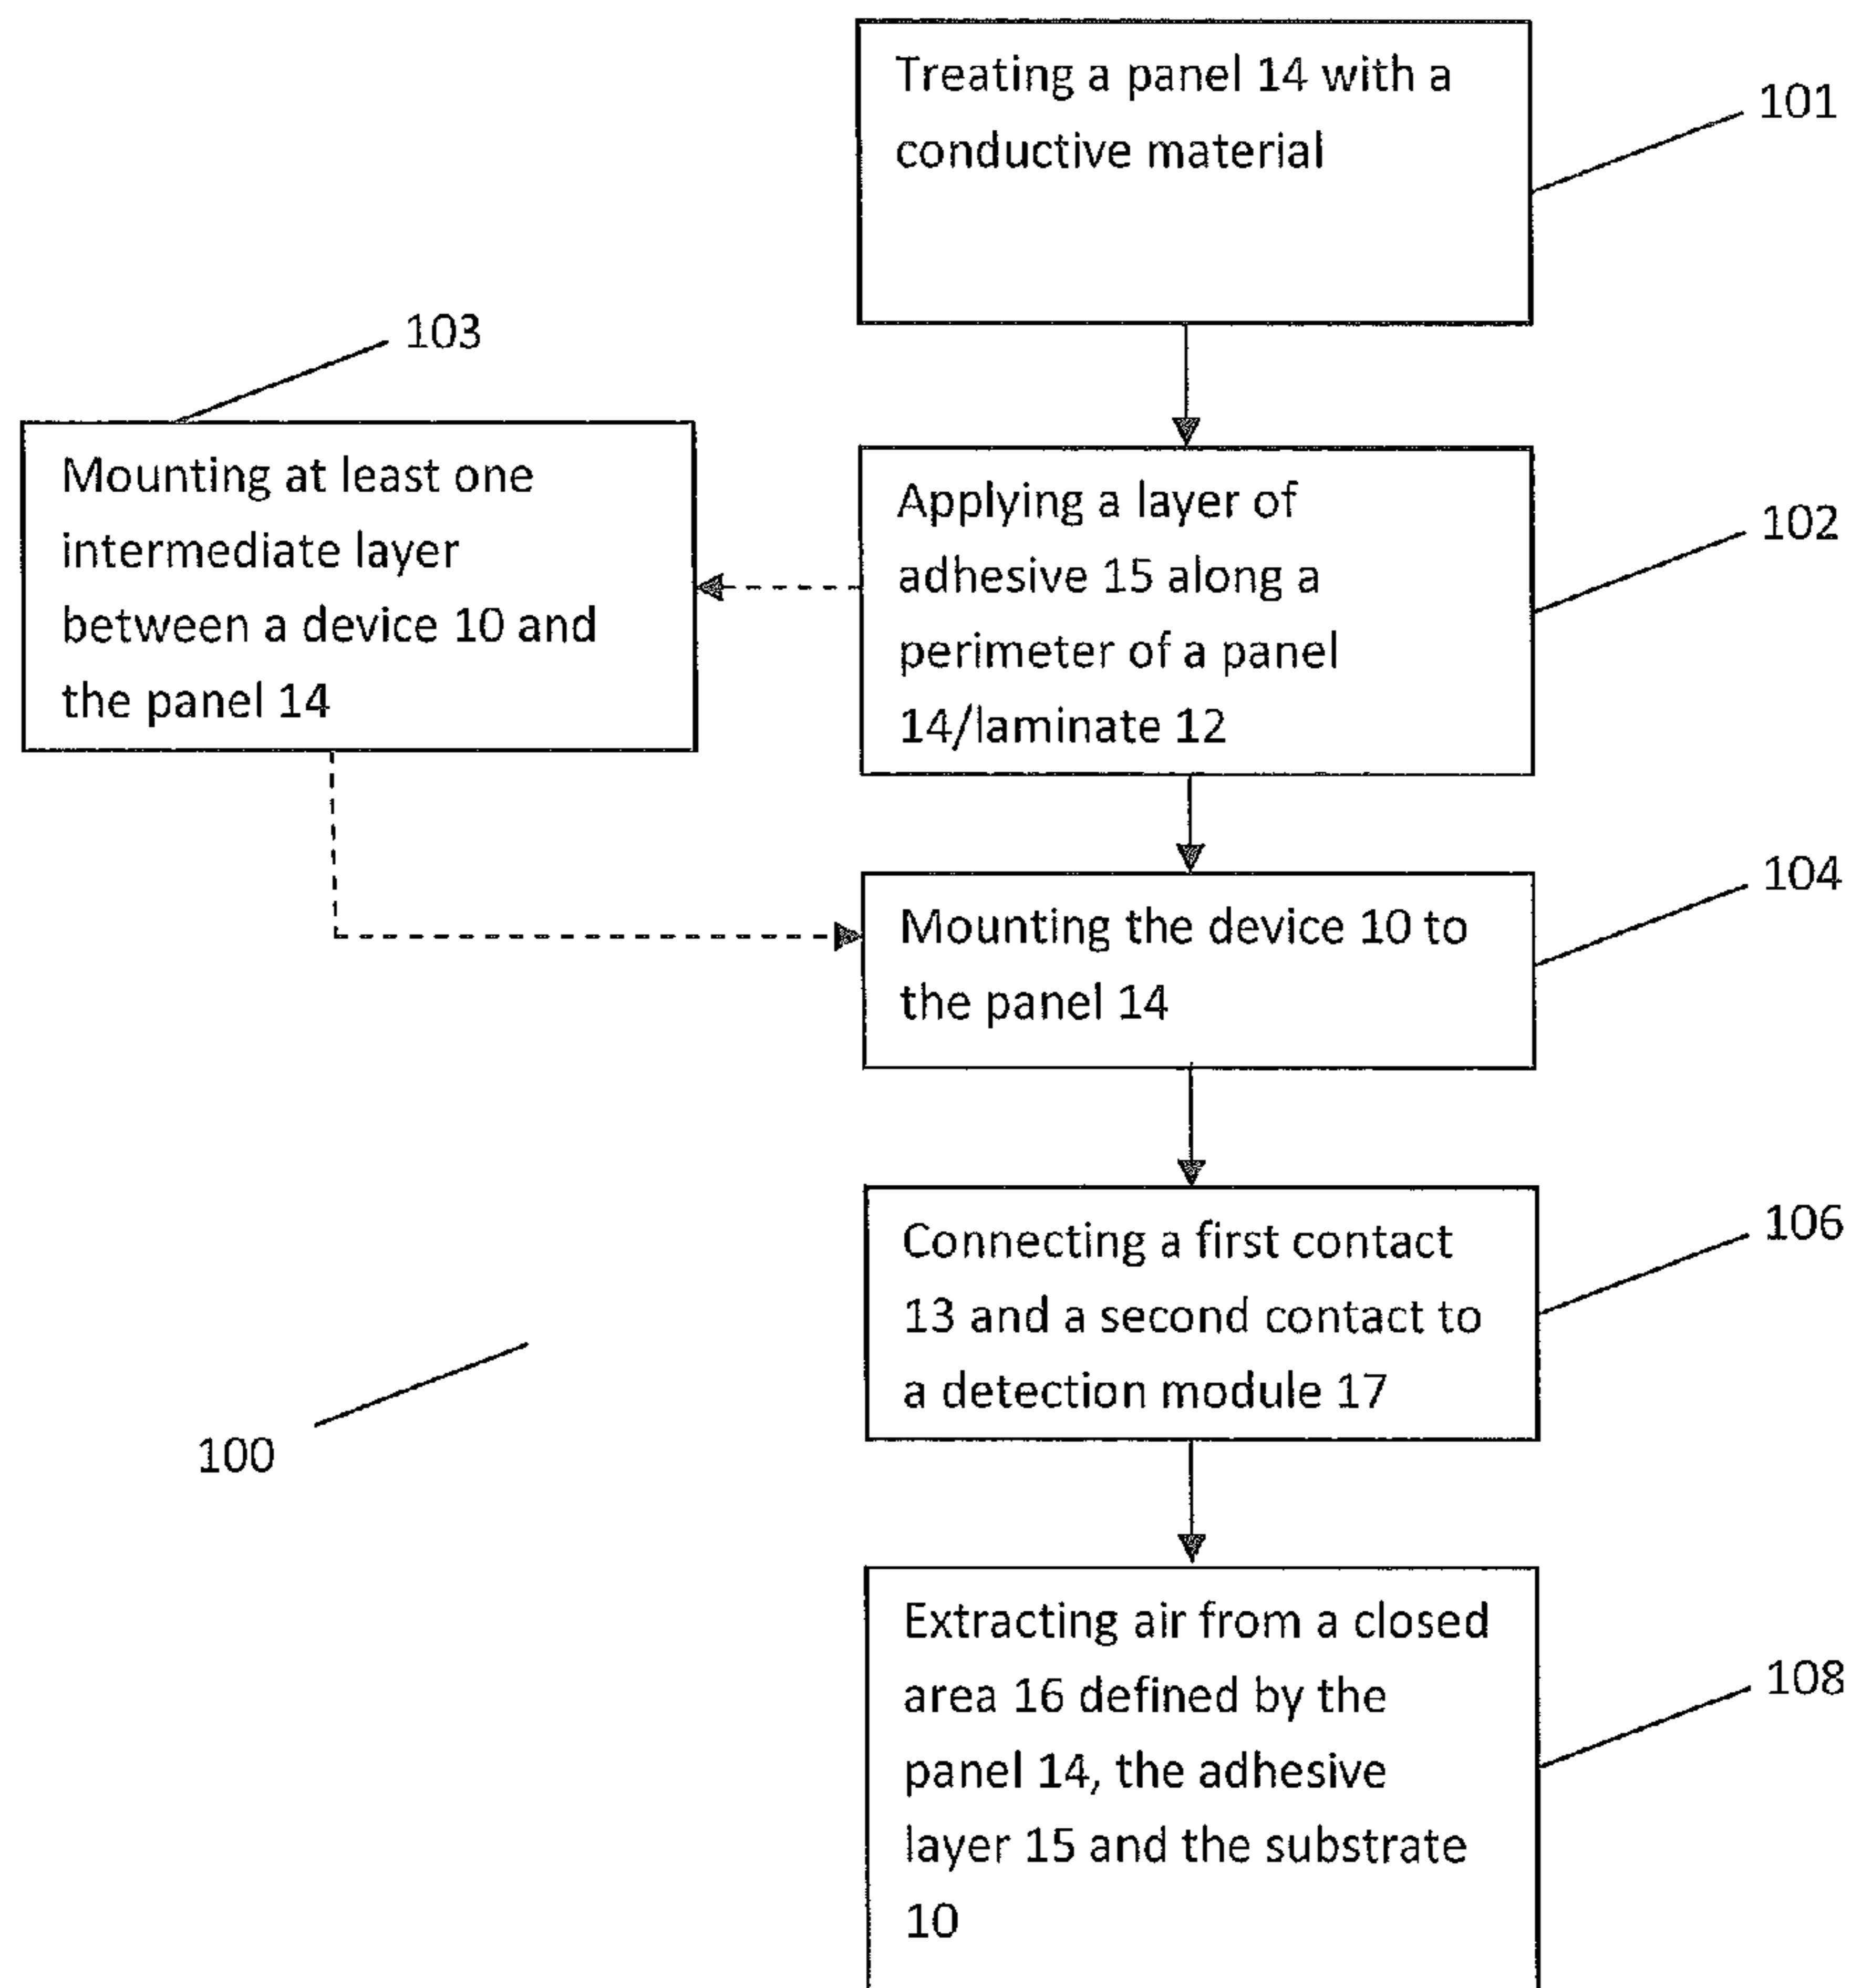 Treating a panel 14 with a
conductive material
101
103
Mounting at least one
intermediate layer
between a device 10 and
the panel 14
Applying a layer of
adhesive 15 along a
perimeter of a panel
14/laminate 12
102
Mounting the device 10 to
the panel 14
104
Connecting a first contact
13 and a second contact to
a detection module 17
106
100
Extracting air from a closed
area 16 defined by the
panel 14, the adhesive
layer 15 and the substrate
10
108